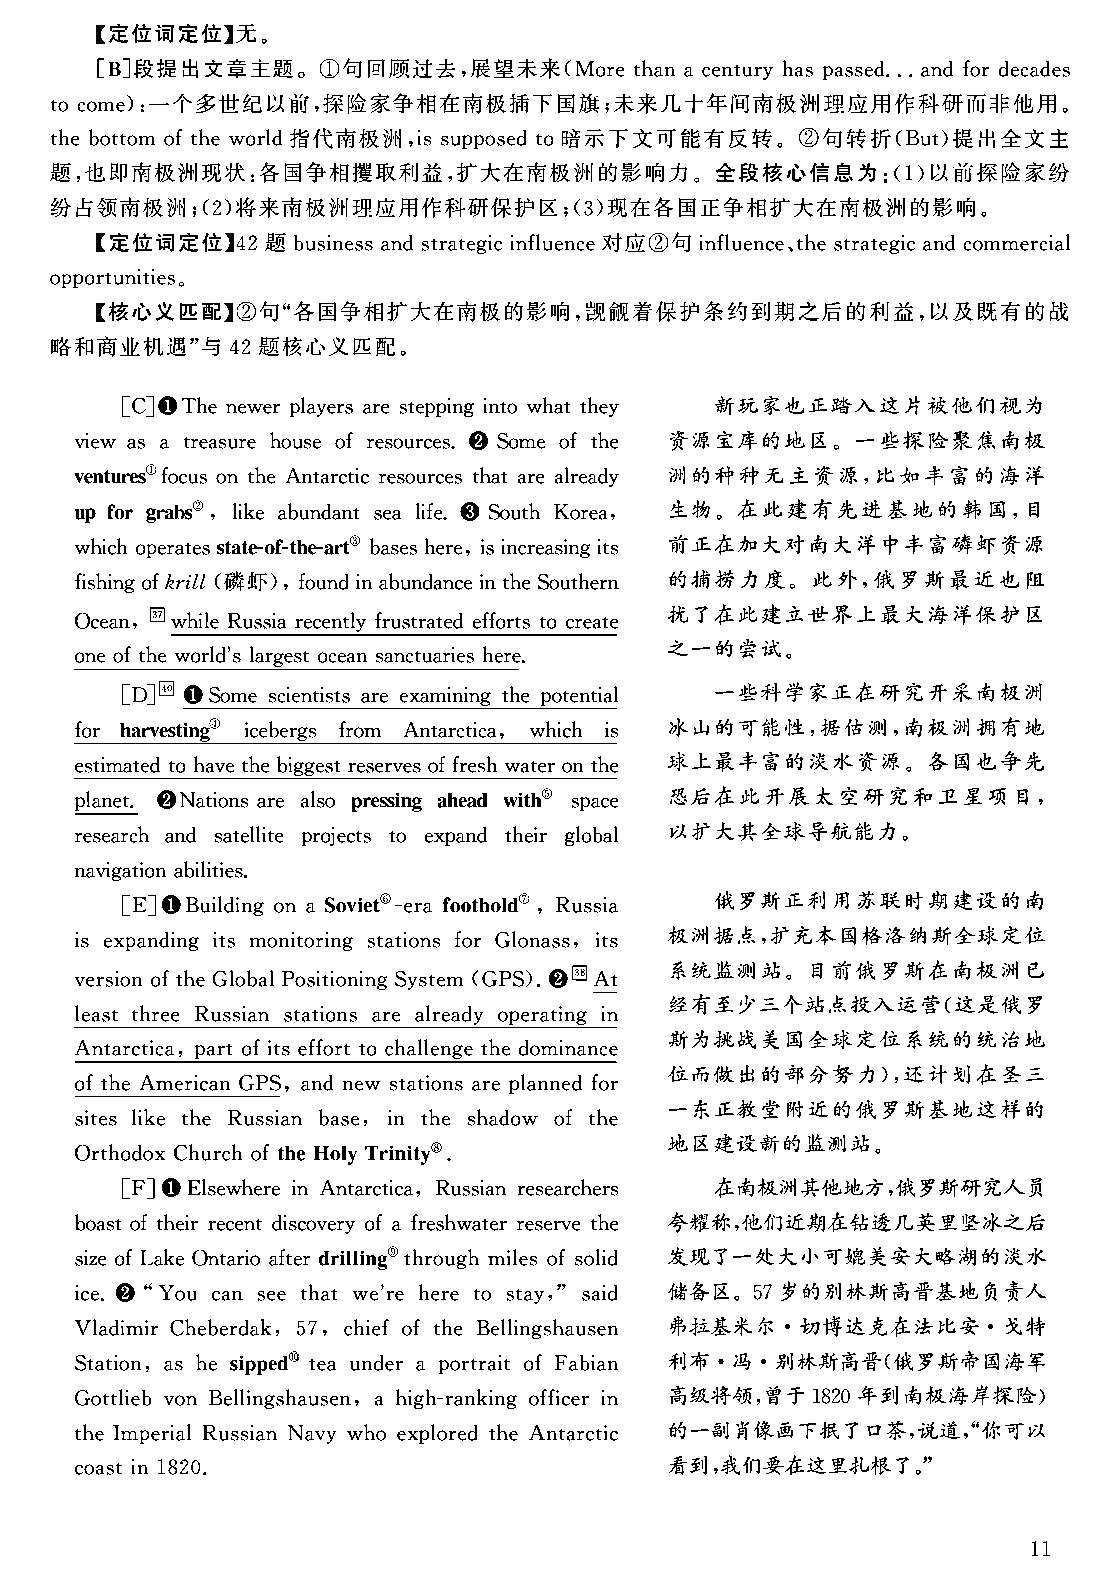 【定位词定位】无。
[B]段提出文章主题。①句回顾过去,展望未来(More than a century has passed... and for decades
to come):一个多世纪以前,探险家争相在南极插下国旗;未来几十年间南极洲理应用作科研而非他用。
the bottom of the world 指代南极洲,is supposed to 暗示下文可能有反转。②句转折(But)提出全文主
题,也即南极洲现状:各国争相攫取利益,扩大在南极洲的影响力。全段核心信息为:(1)以前探险家纷
纷占领南极洲;(2)将来南极洲理应用作科研保护区;(3)现在各国正争相扩大在南极洲的影响。
【定位词定位】42 题 business and strategic influence 对应②句 influence、the strategic and commercial
opportunities。
【核心义匹配】②句“各国争相扩大在南极的影响,觊觎着保护条约到期之后的利益,以及既有的战
略和商业机遇”与 42 题核心义匹配。
[C]❶The newer players are stepping into what they
view as a treasure house of resources. ❷ Some of the
ventures① focus on the Antarctic resources that are already
up for grabs②, like abundant sea life. ❸ South Korea,
which operates state-of-the-art③ bases here, is increasing its
fishing of krill (磷虾), found in abundance in the Southern
Ocean, 37 while Russia recently frustrated efforts to create
one of the world's largest ocean sanctuaries here.
[D]40 ❶Some scientists are examining the potential
for harvesting④ icebergs from Antarctica, which is
estimated to have the biggest reserves of fresh water on the
planet. ❷Nations are also pressing ahead with⑤ space
research and satellite projects to expand their global
navigation abilities.
[E]❶Building on a Soviet⑥-era foothold⑦, Russia
is expanding its monitoring stations for Glonass, its
version of the Global Positioning System (GPS). ❷38 At
least three Russian stations are already operating in
Antarctica, part of its effort to challenge the dominance
of the American GPS, and new stations are planned for
sites like the Russian base, in the shadow of the
Orthodox Church of the Holy Trinity⑧.
[F]❶Elsewhere in Antarctica, Russian researchers
boast of their recent discovery of a freshwater reserve the
size of Lake Ontario after drilling⑨ through miles of solid
ice. ❷ “You can see that we're here to stay,” said
Vladimir Cheberdak, 57, chief of the Bellingshausen
Station, as he sipped⑩ tea under a portrait of Fabian
Gottlieb von Bellingshausen, a high-ranking officer in
the Imperial Russian Navy who explored the Antarctic
coast in 1820.
新玩家也正踏入这片被他们视为
资源宝库的地区。一些探险聚焦南极
洲的种种无主资源,比如丰富的海洋
生物。在此建有先进基地的韩国,目
前正在加大对南大洋中丰富磷虾资源
的捕捞力度。此外,俄罗斯最近也阻
扰了在此建立世界上最大海洋保护区
之一的尝试。
一些科学家正在研究开采南极洲
冰山的可能性,据估测,南极洲拥有地
球上最丰富的淡水资源。各国也争先
恐后在此开展太空研究和卫星项目,
以扩大其全球导航能力。
俄罗斯正利用苏联时期建设的南
极洲据点,扩充本国格洛纳斯全球定位
系统监测站。目前俄罗斯在南极洲已
经有至少三个站点投入运营(这是俄罗
斯为挑战美国全球定位系统的统治地
位而做出的部分努力),还计划在圣三
一东正教堂附近的俄罗斯基地这样的
地区建设新的监测站。
在南极洲其他地方,俄罗斯研究人员
夸耀称,他们近期在钻透几英里坚冰之后
发现了一处大小可媲美安大略湖的淡水
储备区。57 岁的别林斯高晋基地负责人
弗拉基米尔·切博达克在法比安·戈特
利布·冯·别林斯高晋(俄罗斯帝国海军
高级将领,曾于 1820 年到南极海岸探险)
的一副肖像画下抿了口茶,说道,“你可以
看到,我们要在这里扎根了。”
11